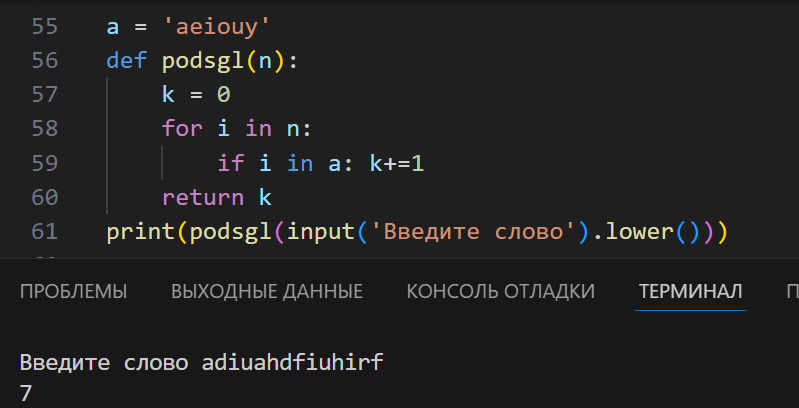 55 a = 'aeiouy'
56 def podsgl(n):
57 k = 0
58 for i in n:
59 if i in a: k+=1
60 return k
61 print(podsgl(input('Введите слово').lower()))
ПРОБЛЕМЫ ВЫХОДНЫЕ ДАННЫЕ КОНСОЛЬ ОТЛАДКИ ТЕРМИНАЛ П
Введите слово adiuahdfiuhirf
7